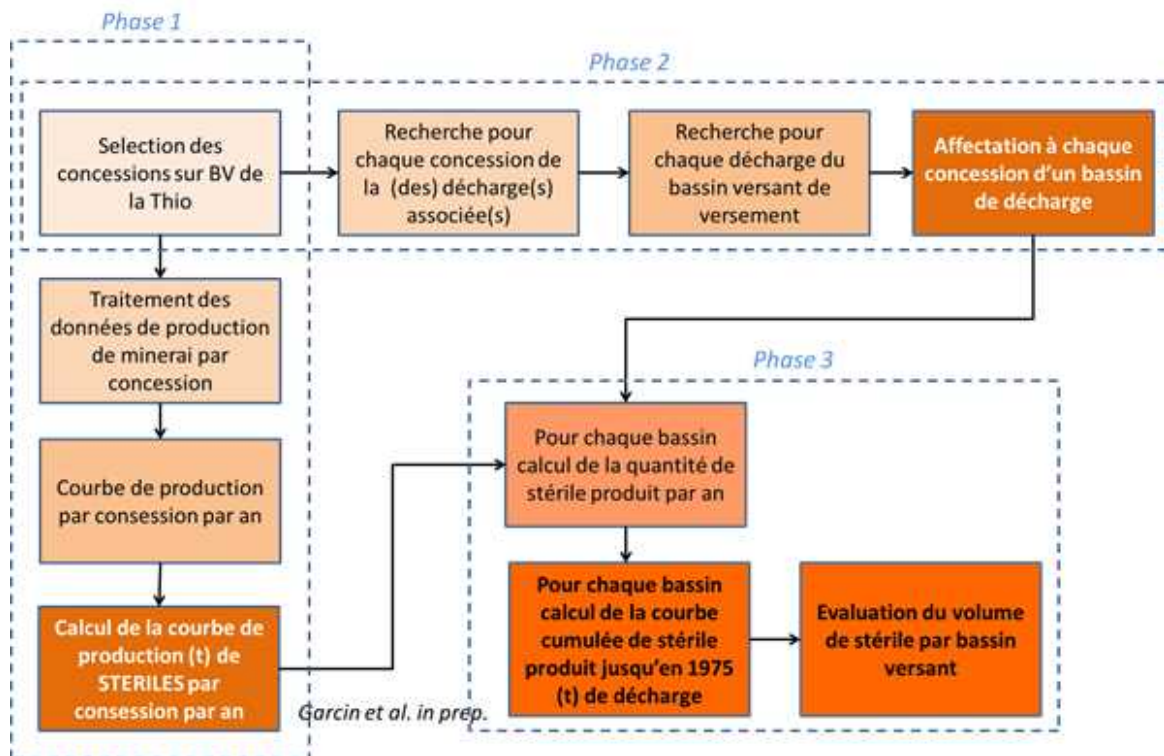 Phase 1
Phase 2
Selection des
concessions sur BV de
la Thio
Recherche pour
chaque concession de
la (des) décharge(s)
associée(s)
Recherche pour
chaque décharge du
bassin versant de
versement
Affectation à chaque
concession d'un bassin
de décharge
Traitement des
données de production
de minerai par
concession
Courbe de production
par consession par an
Calcul de la courbe de
production (t) de
STERILES par
consession par an
Garcin et al. in prep.
Phase 3
Pour chaque bassin
calcul de la quantité de
stérile produit par an
Pour chaque bassin
calcul de la courbe
cumulée de stérile
produit jusqu'en 1975
(t) de décharge
Evaluation du volume
de stérile par bassin
versant